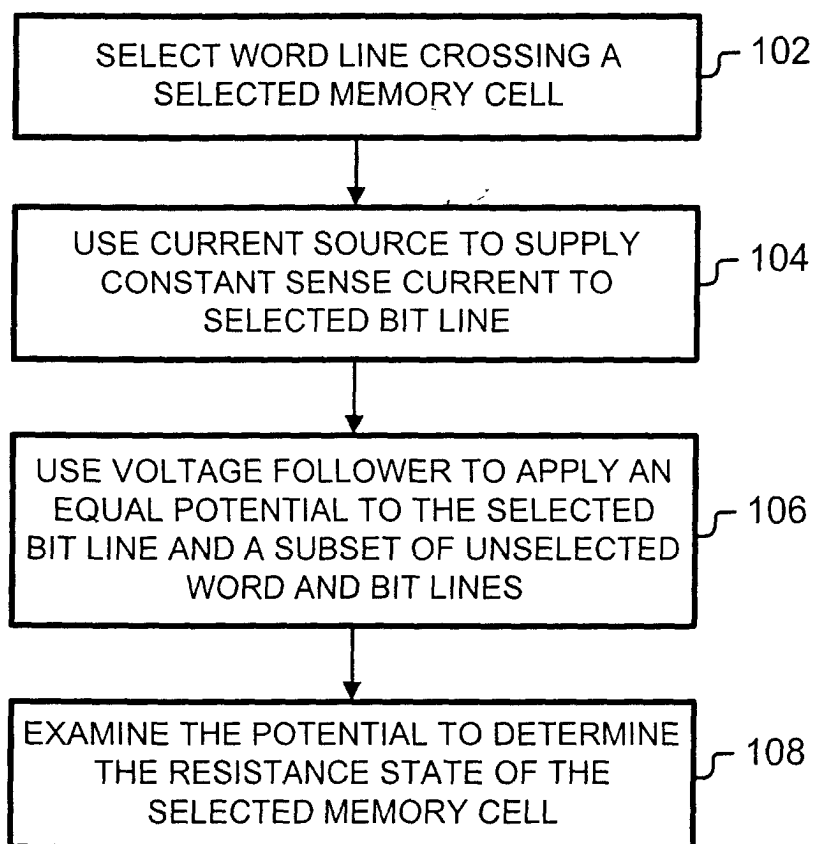 SELECT WORD LINE CROSSING A
SELECTED MEMORY CELL
102
USE CURRENT SOURCE TO SUPPLY
CONSTANT SENSE CURRENT TO
SELECTED BIT LINE
104
USE VOLTAGE FOLLOWER TO APPLY AN
EQUAL POTENTIAL TO THE SELECTED
BIT LINE AND A SUBSET OF UNSELECTED
WORD AND BIT LINES
106
EXAMINE THE POTENTIAL TO DETERMINE
THE RESISTANCE STATE OF THE
SELECTED MEMORY CELL
108